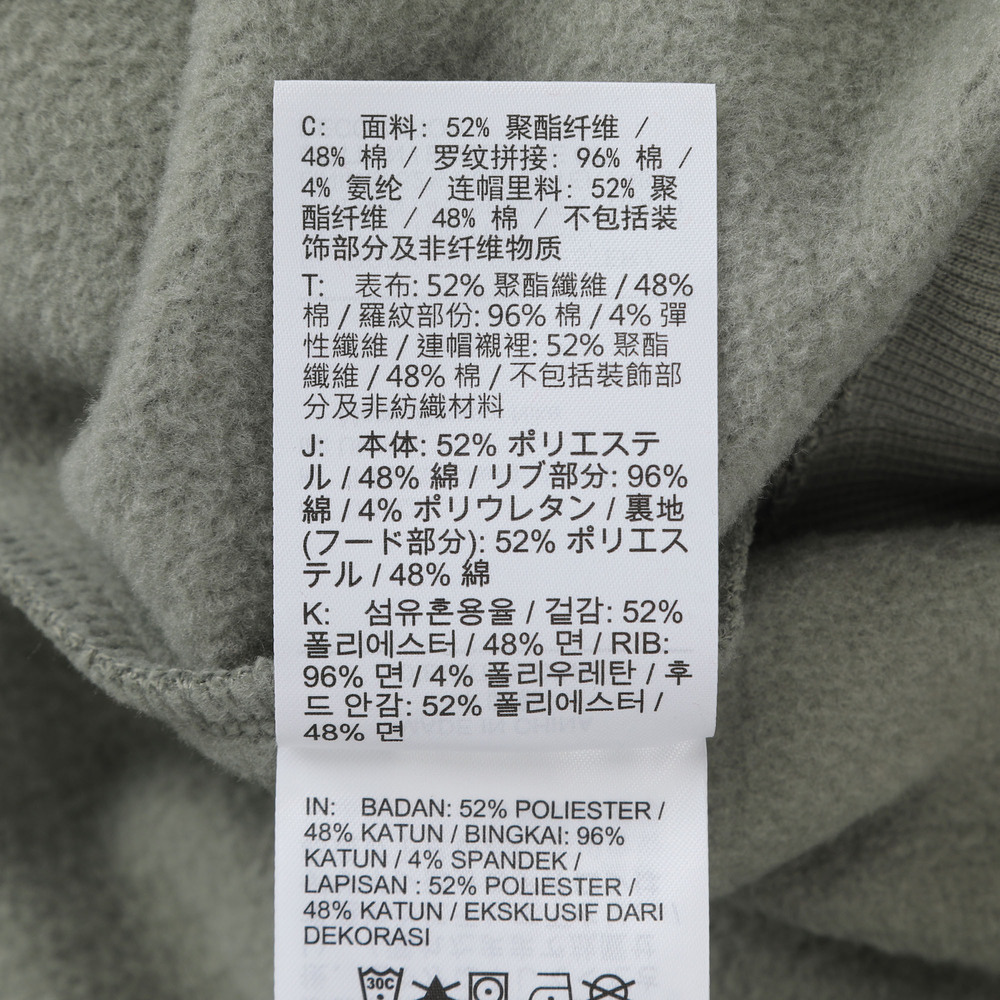 C: 面料: 52% 聚酯纤维 /
48% 棉 / 罗纹拼接: 96% 棉 /
4% 氨纶 / 连帽里料: 52% 聚
酯纤维 / 48% 棉 / 不包括装
饰部分及非纤维物质
T: 表布: 52% 聚酯纖維 / 48%
棉 / 羅紋部份: 96% 棉 / 4% 彈
性纖維 / 連帽襯裡: 52% 聚酯
纖維 / 48% 棉 / 不包括裝飾部
分及非紡織材料
J: 本体: 52% ポリエステ
ル / 48% 綿 / リブ部分: 96%
綿 / 4% ポリウレタン / 裏地
(フード部分): 52% ポリエス
テル / 48% 綿
K: 섬유혼용율 / 겉감: 52%
폴리에스터 / 48% 면 / RIB:
96% 면 / 4% 폴리우레탄 / 후
드 안감: 52% 폴리에스터 /
48% 면
IN: BADAN: 52% POLIESTER /
48% KATUN / BINGKAI: 96%
KATUN / 4% SPANDEK /
LAPISAN : 52% POLIESTER /
48% KATUN / EKSKLUSIF DARI
DEKORASI
30C